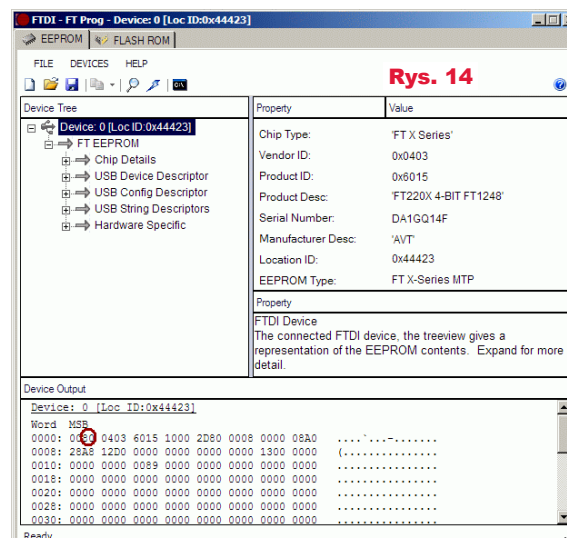 FTDI - FT Prog - Device: 0 [Loc ID:0x44423]
EEPROM FLASH ROM
FILE DEVICES HELP
Rys. 14
Device Tree
Device: 0 [Loc ID:0x44423]
FT EEPROM
Chip Details
USB Device Descriptor
USB Config Descriptor
USB String Descriptors
Hardware Specific
Property Value
Chip Type: 'FT X Series'
Vendor ID: 0x0403
Product ID: 0x6015
Product Desc: 'FT220X 4-BIT FT1248'
Serial Number: DA1GQ14F
Manufacturer Desc: 'AVT'
Location ID: 0x44423
EEPROM Type: FT X-Series MTP
Property
FTDI Device
The connected FTDI device, the treeview gives a
representation of the EEPROM contents. Expand for more
detail.
Device Output
Device: 0 [Loc ID:0x44423]
Word MSB
0000: 0080 0403 6015 1000 2D80 0008 0000 08A0 ....`...-.......
0008: 28A8 12D0 0000 0000 0000 0000 1300 0000 (...............
0010: 0000 0000 0089 0000 0000 0000 0000 0000 ................
0018: 0000 0000 0000 0000 0000 0000 0000 0000 ................
0020: 0000 0000 0000 0000 0000 0000 0000 0000 ................
0028: 0000 0000 0000 0000 0000 0000 0000 0000 ................
0030: 0000 0000 0000 0000 0000 0000 0000 0000 ................
Ready